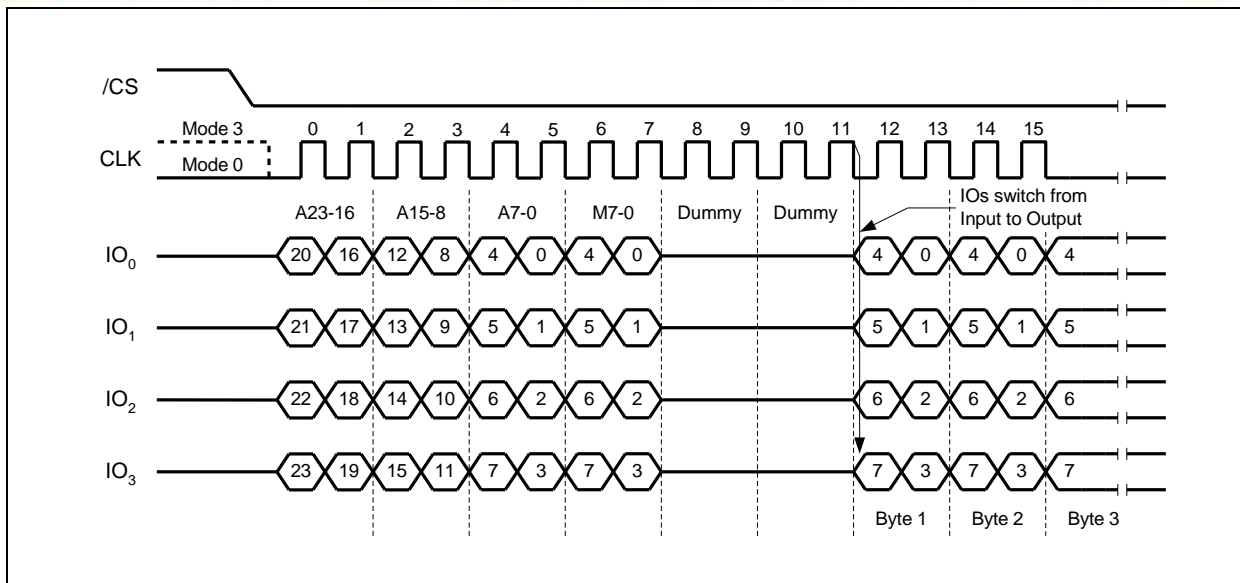 /CS
Mode 3 0 1 2 3 4 5 6 7 8 9 10 11 12 13 14 15
CLK
Mode 0
IOs switch from
Input to Output
A23-16 A15-8 A7-0 M7-0 Dummy Dummy
IO0 20 16 12 8 4 0 4 0 4 0 4 0 4
IO1 21 17 13 9 5 1 5 1 5 1 5 1 5
IO2 22 18 14 10 6 2 6 2 6 2 6 2 6
IO3 23 19 15 11 7 3 7 3 7 3 7 3 7
Byte 1 Byte 2 Byte 3